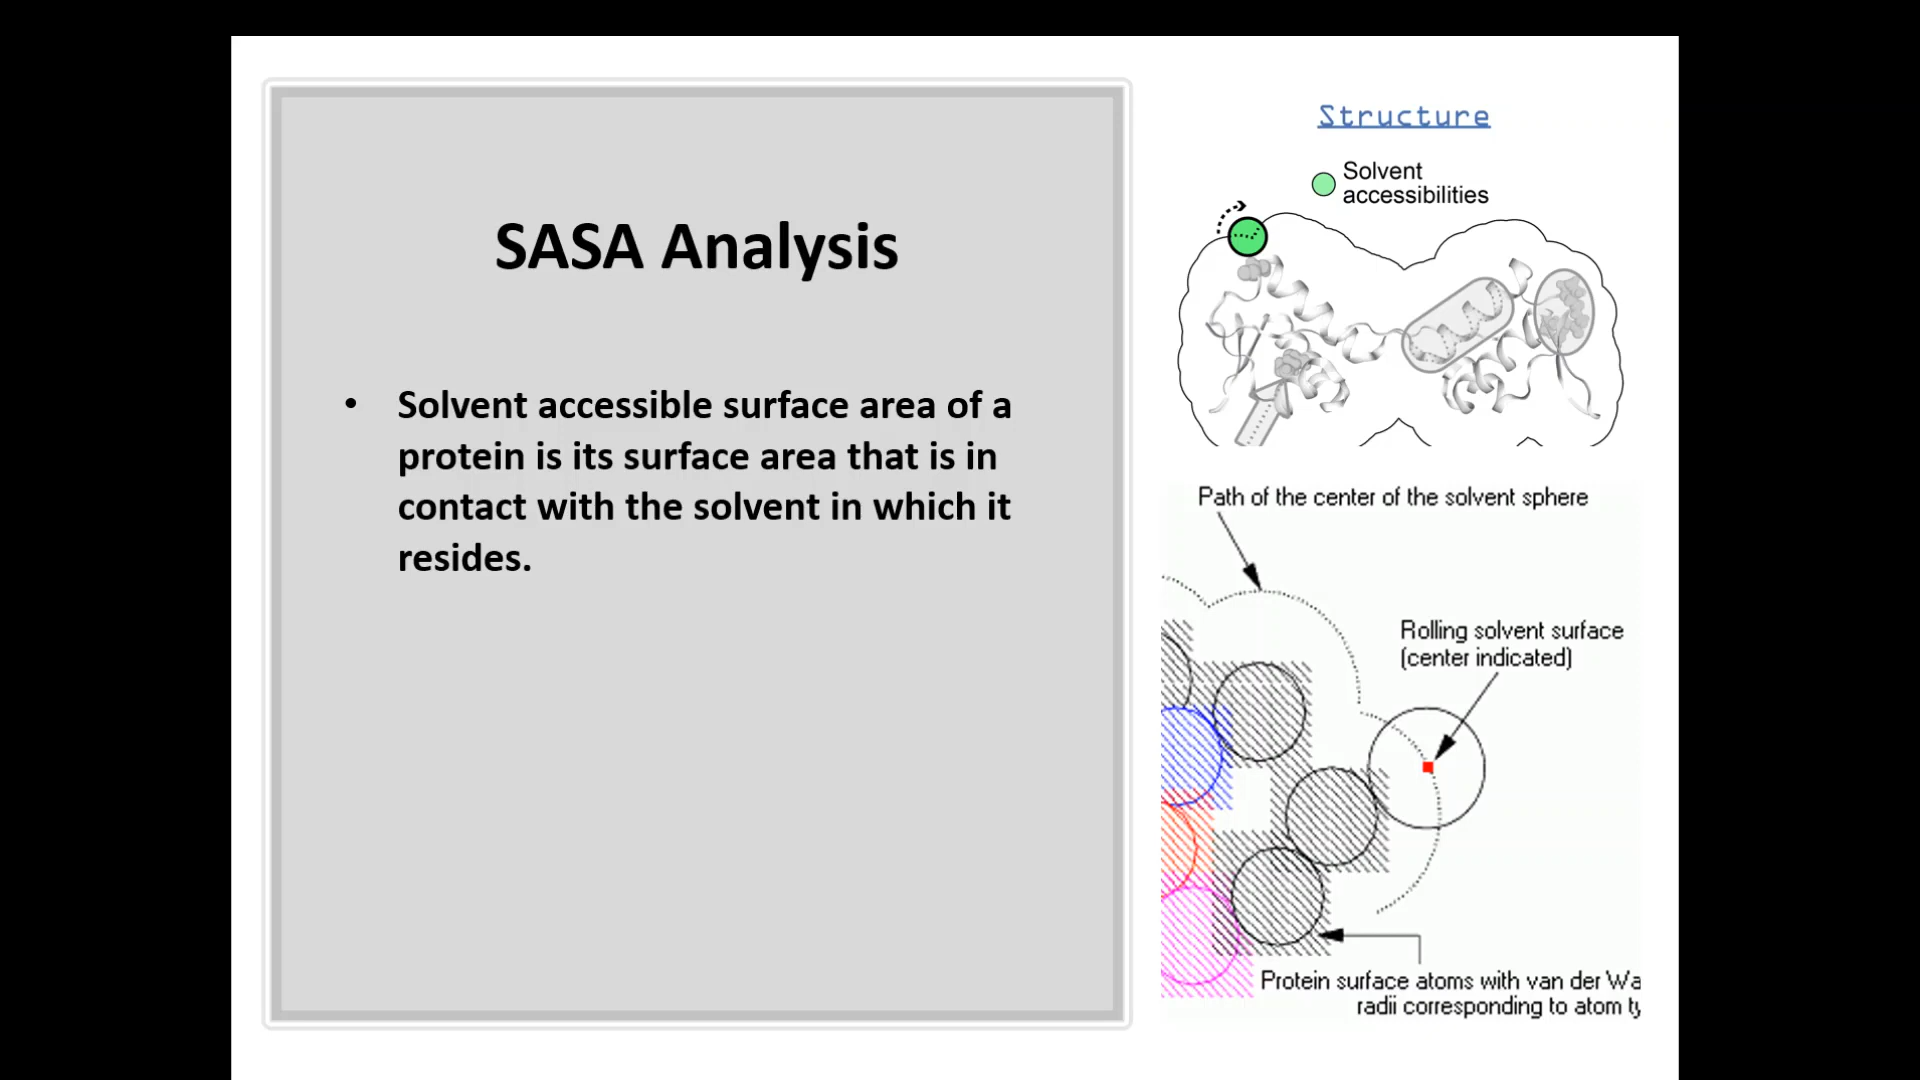 SASA Analysis
• Solvent accessible surface area of a
protein is its surface area that is in
contact with the solvent in which it
resides.
Structure
Solvent
accessibilities
Path of the center of the solvent sphere
Rolling solvent surface
(center indicated)
Protein surface atoms with van der Wa
radii corresponding to atom ty